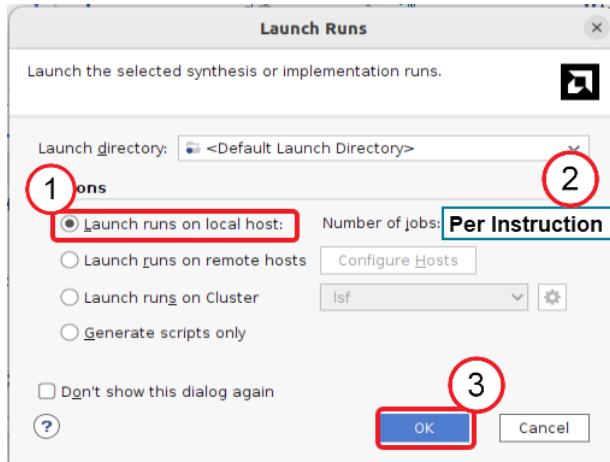 Launch Runs
Launch the selected synthesis or implementation runs.
Launch directory: <Default Launch Directory>
1
ons
2
Launch runs on local host: Number of jobs: Per Instruction
Launch runs on remote hosts Configure Hosts
Launch runs on Cluster lsf
Generate scripts only
Don't show this dialog again
3
? OK Cancel